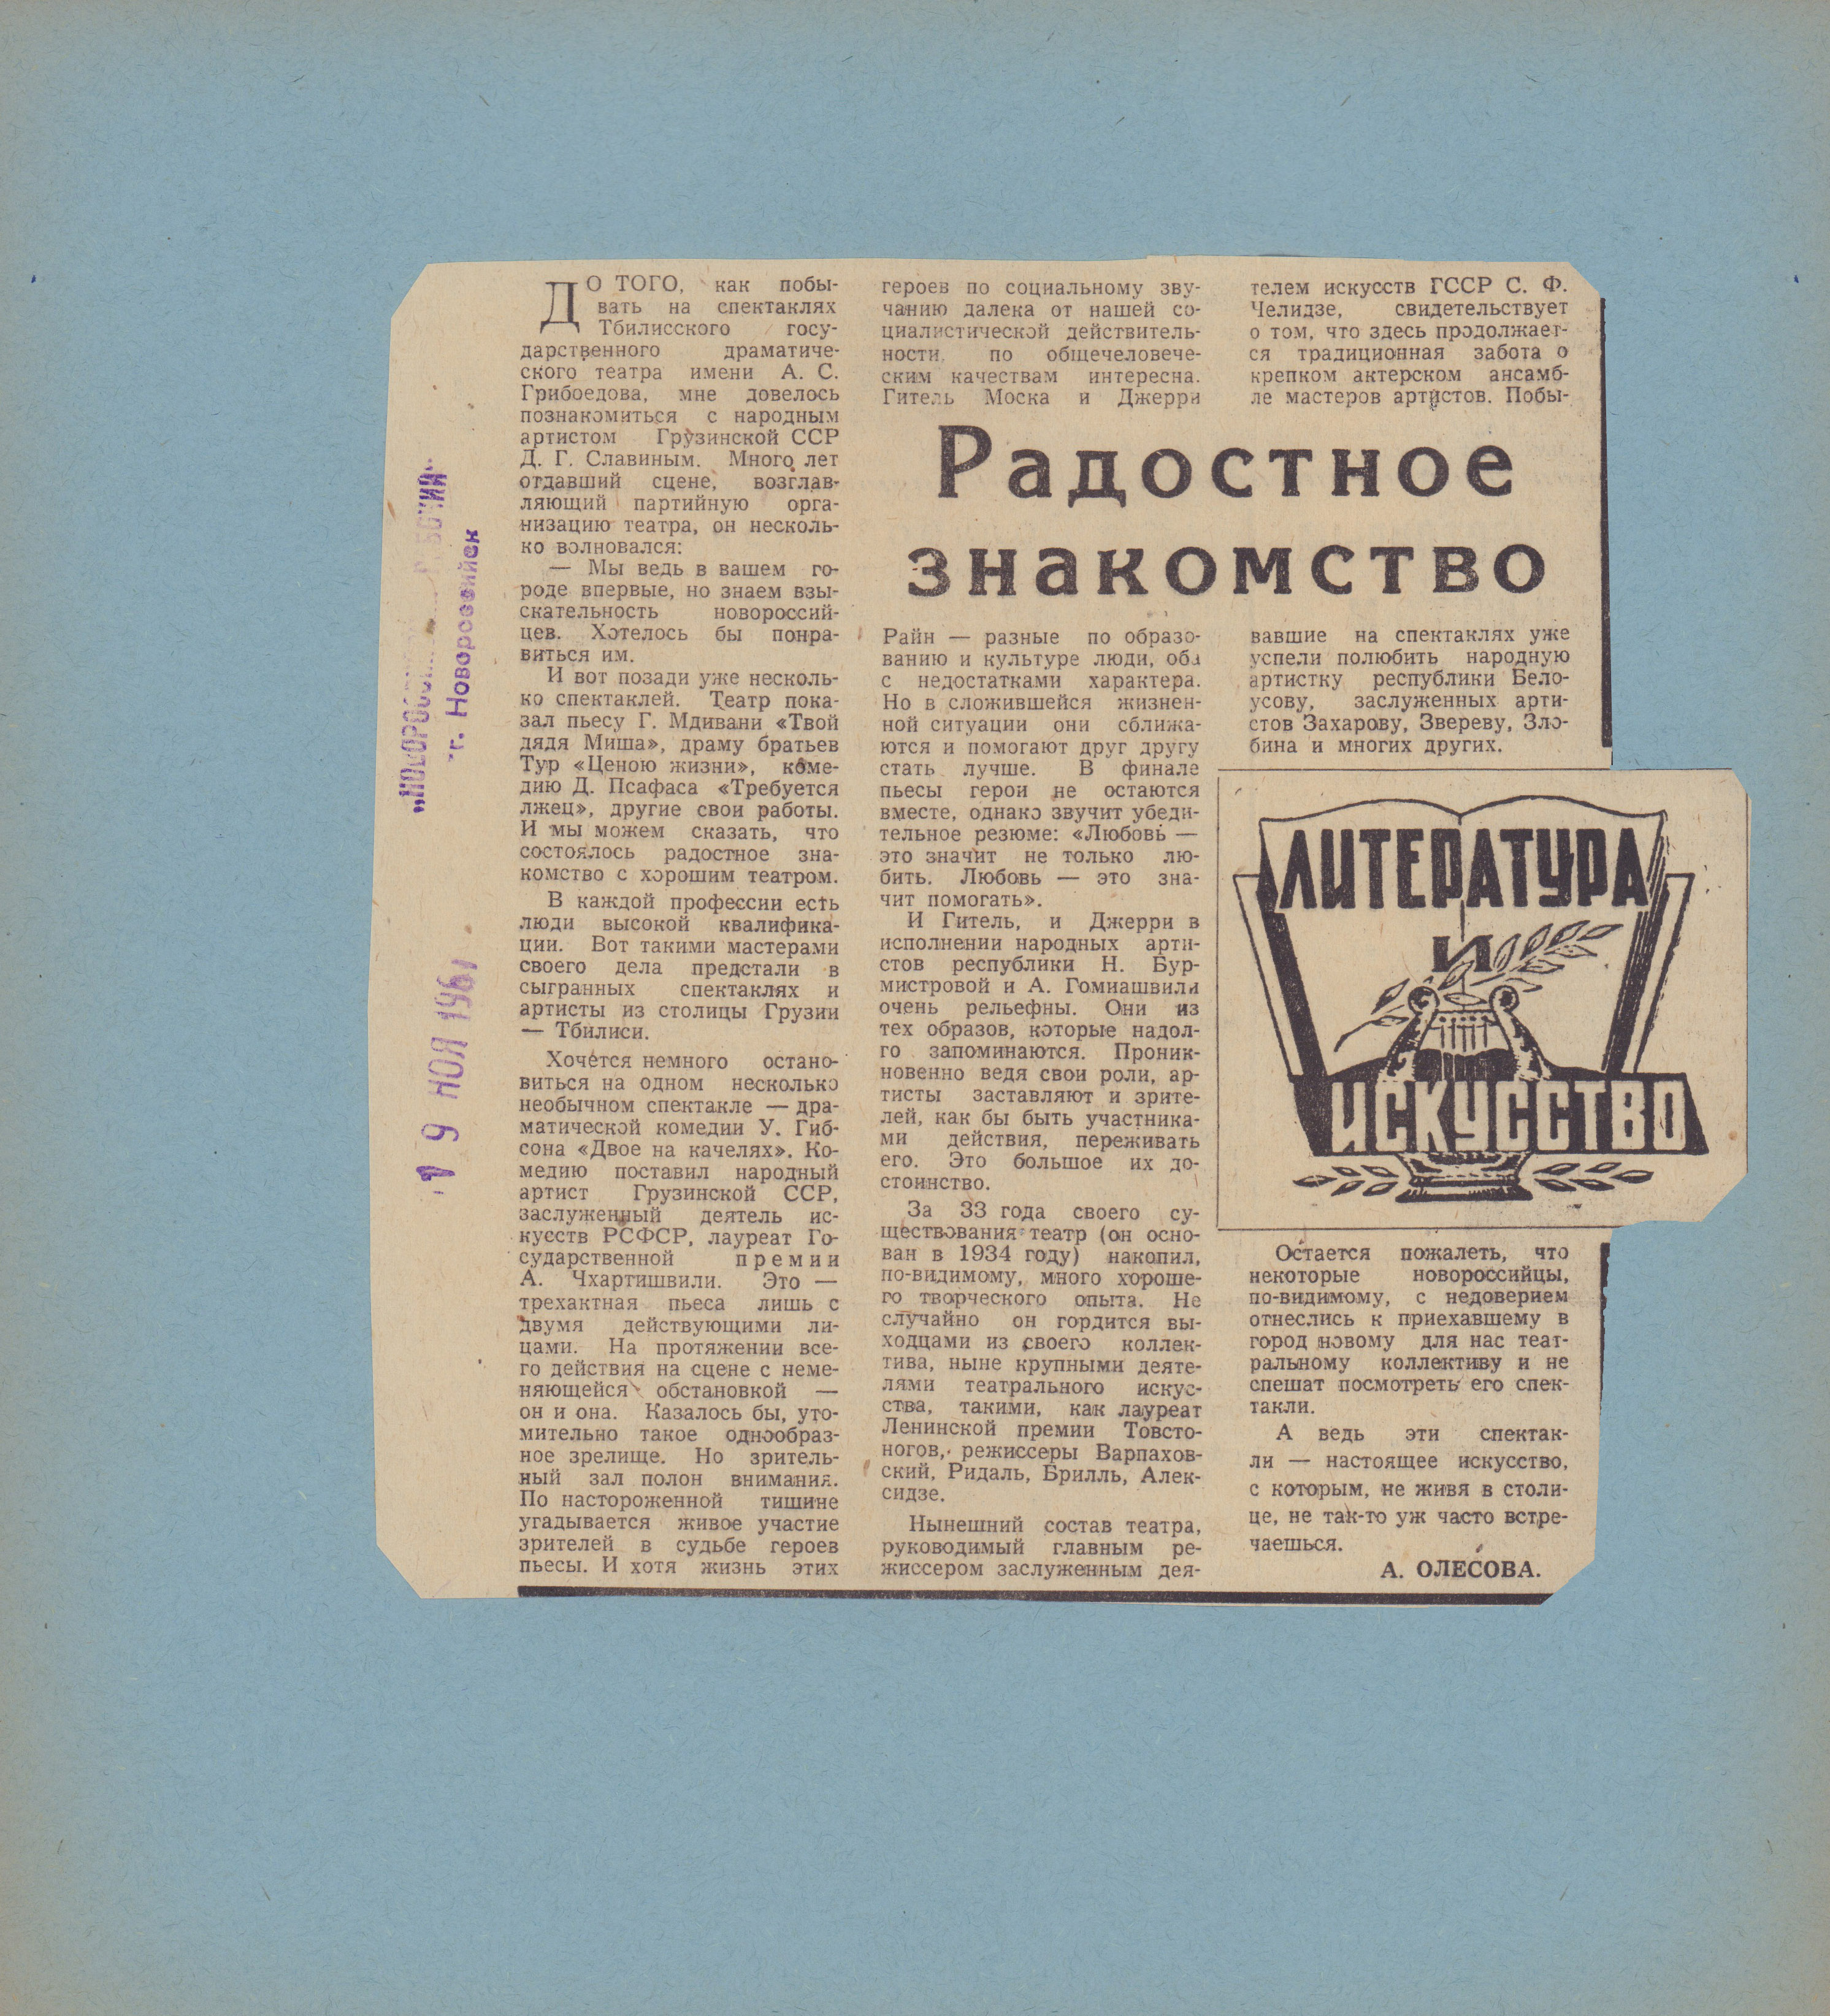 ДО ТОГО, как побы-
вать на спектаклях
Тбилисского госу-
дарственного драматиче-
ского театра имени А. С.
Грибоедова, мне довелось
познакомиться с народным
артистом Грузинской ССР
Д. Г. Славиным. Много лет
отдавший сцене, возглав-
ляющий партийную орга-
низацию театра, он несколь-
ко волновался:
— Мы ведь в вашем го-
роде впервые, но знаем взы-
скательность новороссий-
цев. Хотелось бы понра-
виться им.
И вот позади уже несколь-
ко спектаклей. Театр пока-
зал пьесу Г. Мдивани «Твой
дядя Миша», драму братьев
Тур «Ценою жизни», коме-
дию Д. Псафаса «Требуется
лжец», другие свои работы.
И мы можем сказать, что
состоялось радостное зна-
комство с хорошим театром.
В каждой профессии есть
люди высокой квалифика-
ции. Вот такими мастерами
своего дела предстали в
сыгранных спектаклях и
артисты из столицы Грузии
— Тбилиси.
Хочется немного остано-
виться на одном несколько
необычном спектакле — дра-
матической комедии У. Гиб-
сона «Двое на качелях». Ко-
медию поставил народный
артист Грузинской ССР,
заслуженный деятель ис-
кусств РСФСР, лауреат Го-
сударственной премии
А. Чхартишвили. Это —
трехактная пьеса лишь с
двумя действующими ли-
цами. На протяжении все-
го действия на сцене с неме-
няющейся обстановкой —
он и она. Казалось бы, уто-
мительно такое однообраз-
ное зрелище. Но зритель-
ный зал полон внимания.
По настороженной тишине
угадывается живое участие
зрителей в судьбе героев
пьесы. И хотя жизнь этих
героев по социальному зву-
чанию далека от нашей со-
циалистической действитель-
ности, по общечеловече-
ским качествам интересна.
Гитель Моска и Джерри
Радостное
знакомство
Райн — разные по образо-
ванию и культуре люди, оба
с недостатками характера.
Но в сложившейся жизнен-
ной ситуации они сближа-
ются и помогают друг другу
стать лучше. В финале
пьесы герои не остаются
вместе, однако звучит убеди-
тельное резюме: «Любовь —
это значит не только лю-
бить. Любовь — это зна-
чит помогать».
И Гитель, и Джерри в
исполнении народных арти-
стов республики Н. Бур-
мистровой и А. Гомиашвили
очень рельефны. Они из
тех образов, которые надол-
го запоминаются. Проник-
новенно ведя свои роли, ар-
тисты заставляют и зрите-
лей, как бы быть участника-
ми действия, переживать
его. Это большое их до-
стоинство.
За 33 года своего су-
ществования театр (он осно-
ван в 1934 году) накопил,
по-видимому, много хороше-
го творческого опыта. Не
случайно он гордится вы-
ходцами из своего коллек-
тива, ныне крупными деяте-
лями театрального искус-
ства, такими, как лауреат
Ленинской премии Товсто-
ногов, режиссеры Варпахов-
ский, Ридаль, Брилль, Алек-
сидзе.
Нынешний состав театра,
руководимый главным ре-
жиссером заслуженным дея-
телем искусств ГССР С. Ф.
Челидзе, свидетельствует
о том, что здесь продолжает-
ся традиционная забота о
крепком актерском ансамб-
ле мастеров артистов. Побы-
вавшие на спектаклях уже
успели полюбить народную
артистку республики Бело-
усову, заслуженных арти-
стов Захарову, Звереву, Зло-
бина и многих других.
ЛИТЕРАТУРА
И
ИСКУССТВО
Остается пожалеть, что
некоторые новороссийцы,
по-видимому, с недоверием
отнеслись к приехавшему в
город новому для нас теат-
ральному коллективу и не
спешат посмотреть его спек-
такли.
А ведь эти спектак-
ли — настоящее искусство,
с которым, не живя в столи-
це, не так-то уж часто встре-
чаешься.
А. ОЛЕСОВА.
г. Новороссийск
19 НОЯ